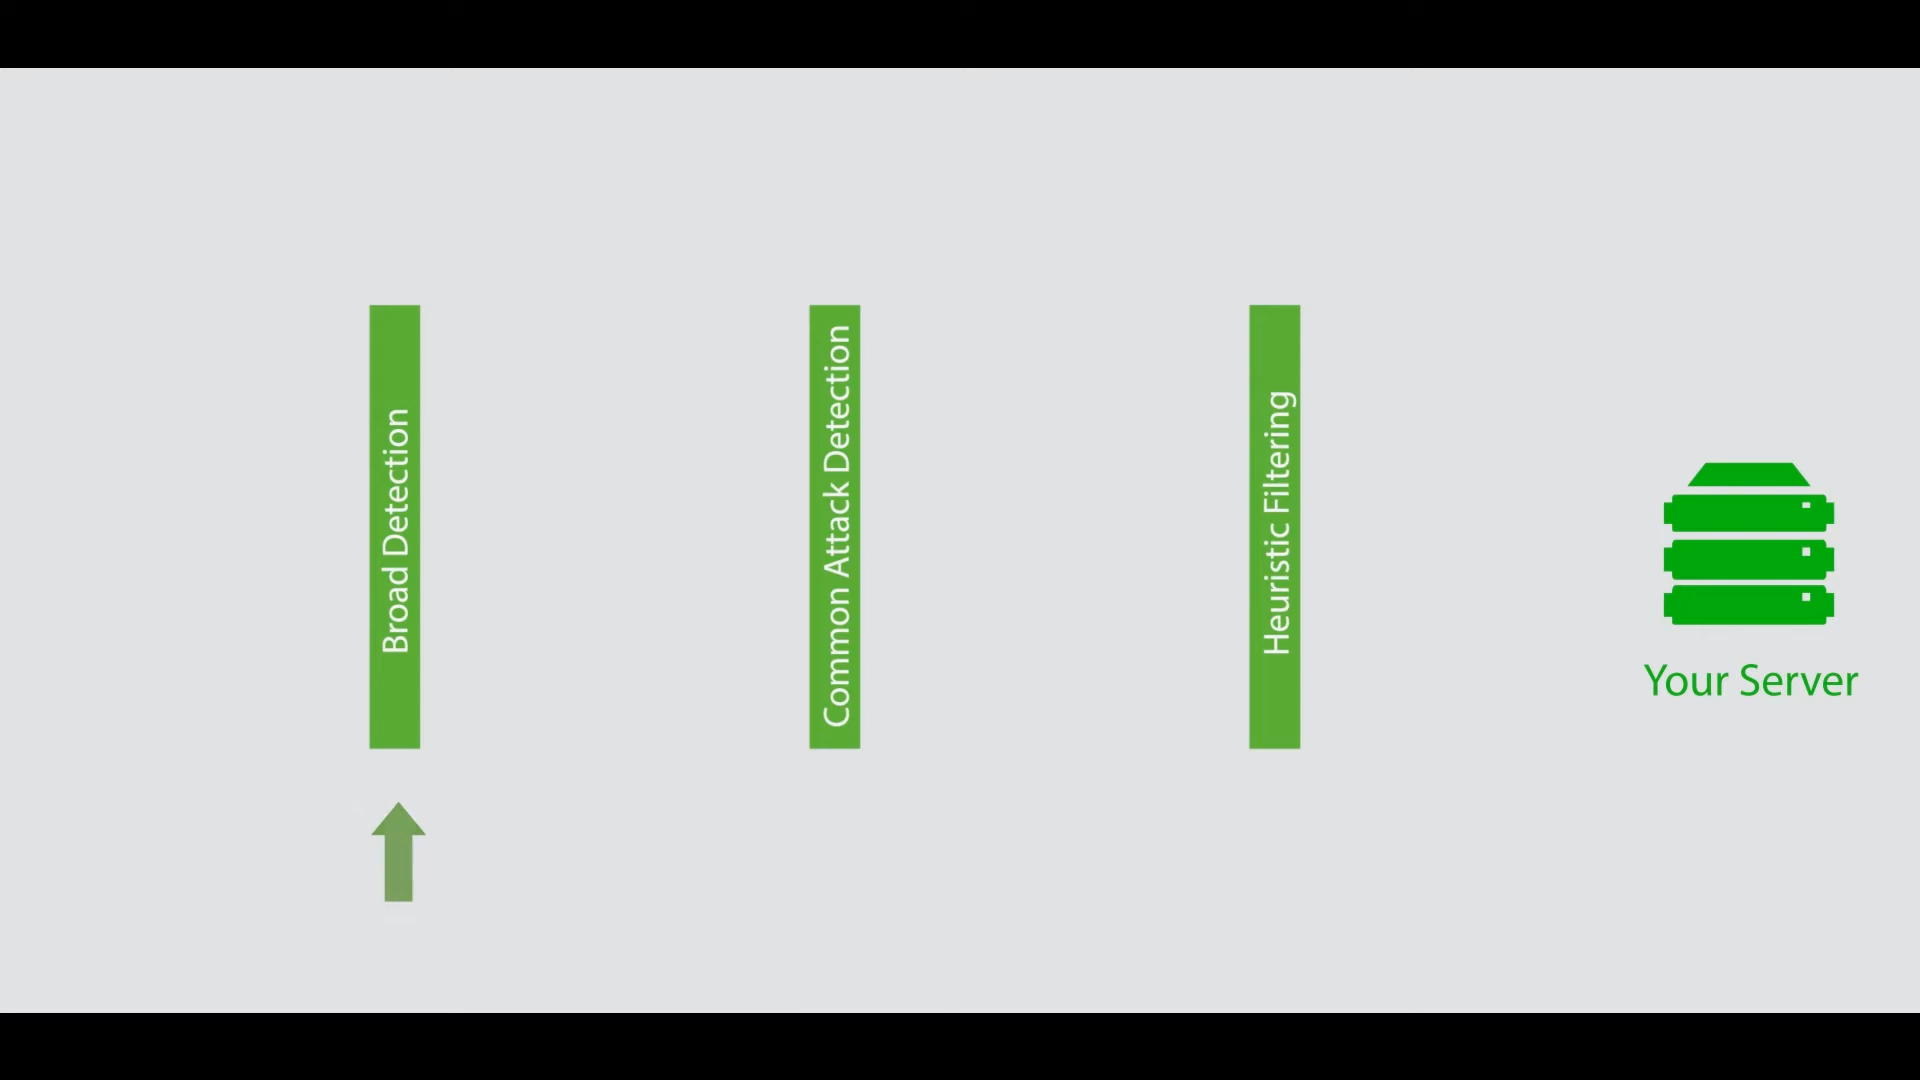 Broad Detection
Common Attack Detection
Heuristic Filtering
Your Server